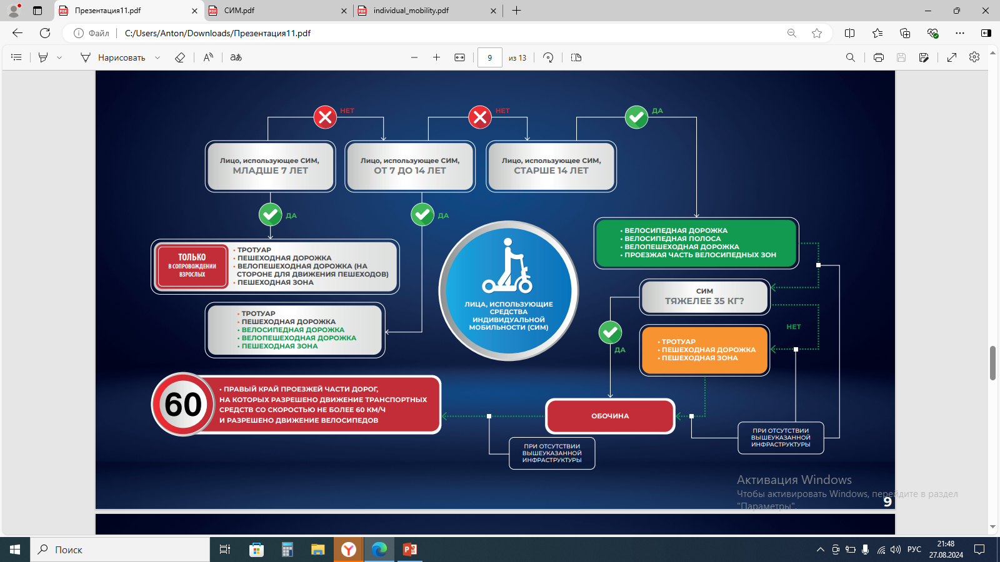 Презентация11.pdf
СИМ.pdf
individual_mobility.pdf
Файл
C:/Users/Anton/Downloads/Презентация11.pdf
Нарисовать
9
из 13
НЕТ
НЕТ
ДА
Лицо, использующее СИМ,
МЛАДШЕ 7 ЛЕТ
Лицо, использующее СИМ,
ОТ 7 ДО 14 ЛЕТ
Лицо, использующее СИМ,
СТАРШЕ 14 ЛЕТ
ДА
ДА
ТОЛЬКО
В СОПРОВОЖДЕНИИ
ВЗРОСЛЫХ
• ТРОТУАР
• ПЕШЕХОДНАЯ ДОРОЖКА
• ВЕЛОПЕШЕХОДНАЯ ДОРОЖКА (НА
СТОРОНЕ ДЛЯ ДВИЖЕНИЯ ПЕШЕХОДОВ)
• ПЕШЕХОДНАЯ ЗОНА
• ТРОТУАР
• ПЕШЕХОДНАЯ ДОРОЖКА
• ВЕЛОСИПЕДНАЯ ДОРОЖКА
• ВЕЛОПЕШЕХОДНАЯ ДОРОЖКА
• ПЕШЕХОДНАЯ ЗОНА
ЛИЦА, ИСПОЛЬЗУЮЩИЕ
СРЕДСТВА
ИНДИВИДУАЛЬНОЙ
МОБИЛЬНОСТИ (СИМ)
• ВЕЛОСИПЕДНАЯ ДОРОЖКА
• ВЕЛОСИПЕДНАЯ ПОЛОСА
• ВЕЛОПЕШЕХОДНАЯ ДОРОЖКА
• ПРОЕЗЖАЯ ЧАСТЬ ВЕЛОСИПЕДНЫХ ЗОН
СИМ
ТЯЖЕЛЕЕ 35 КГ?
НЕТ
ДА
• ТРОТУАР
• ПЕШЕХОДНАЯ ДОРОЖКА
• ПЕШЕХОДНАЯ ЗОНА
60
• ПРАВЫЙ КРАЙ ПРОЕЗЖЕЙ ЧАСТИ ДОРОГ,
НА КОТОРЫХ РАЗРЕШЕНО ДВИЖЕНИЕ ТРАНСПОРТНЫХ
СРЕДСТВ СО СКОРОСТЬЮ НЕ БОЛЕЕ 60 КМ/Ч
И РАЗРЕШЕНО ДВИЖЕНИЕ ВЕЛОСИПЕДОВ
ОБОЧИНА
ПРИ ОТСУТСТВИИ
ВЫШЕУКАЗАННОЙ
ИНФРАСТРУКТУРЫ
ПРИ ОТСУТСТВИИ
ВЫШЕУКАЗАННОЙ
ИНФРАСТРУКТУРЫ
Активация Windows
Чтобы активировать Windows, перейдите в раздел
"Параметры".
9
Поиск
РУС
21:48
27.08.2024